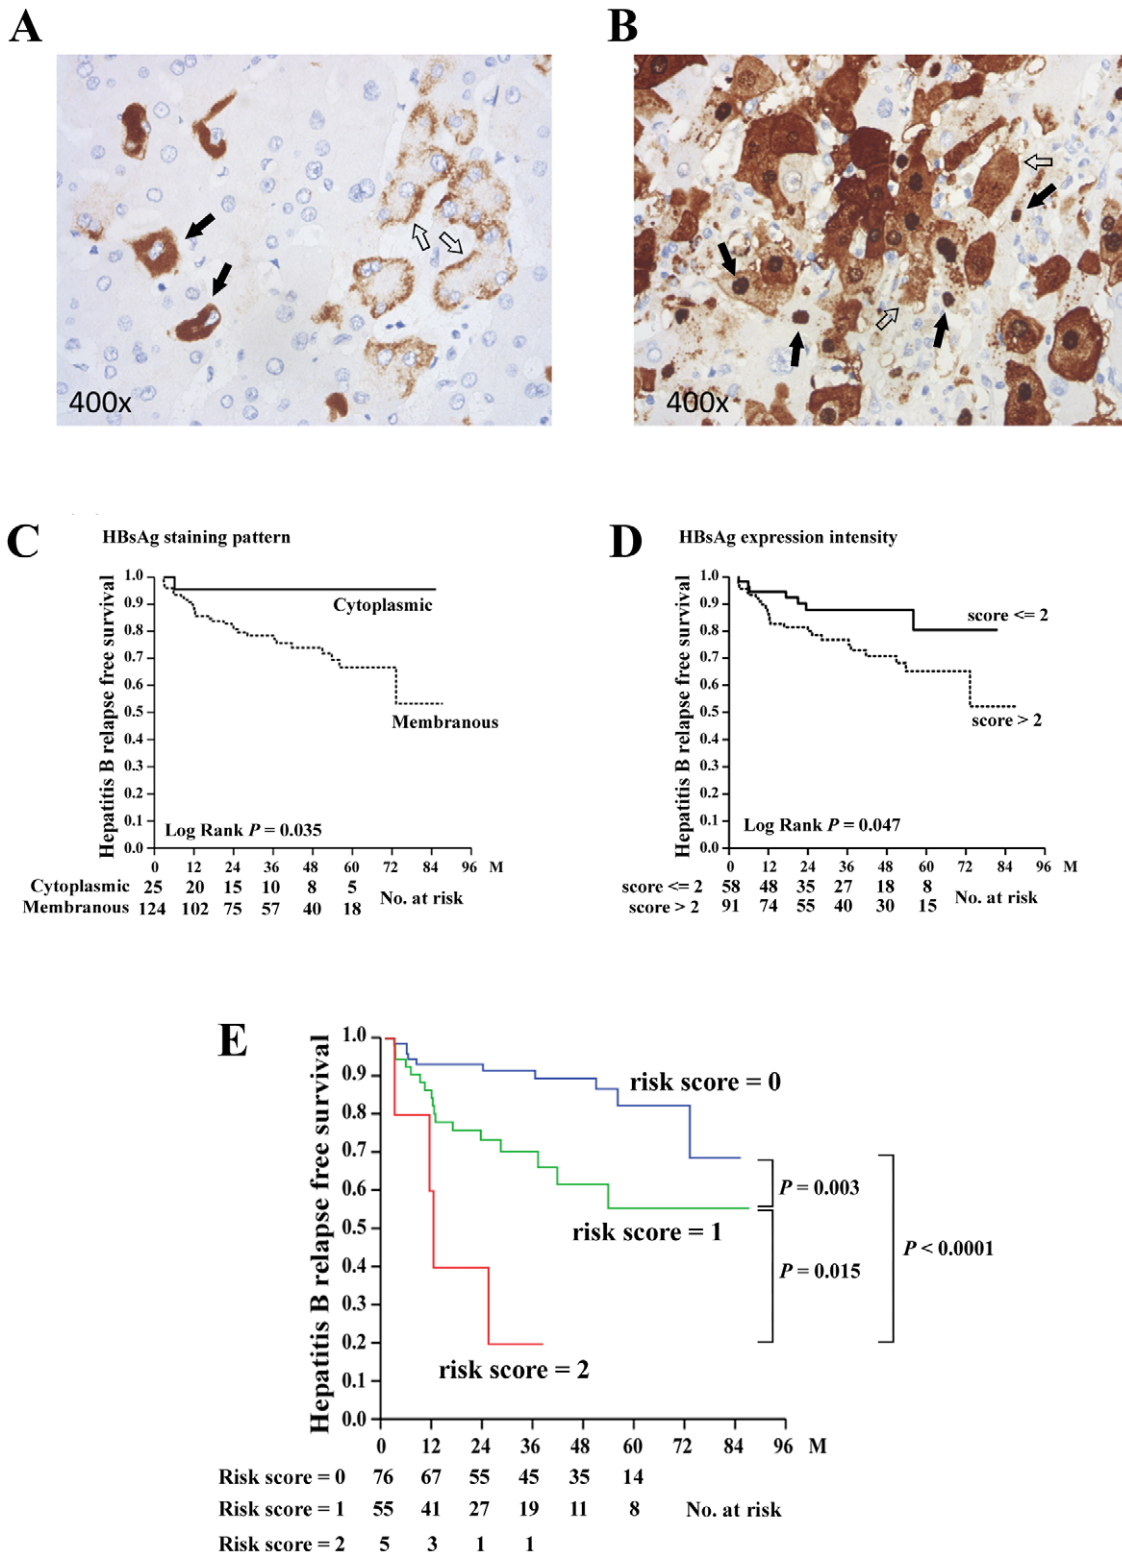 A
B
400x
400x
C
HBsAg staining pattern
Hepatitis B relapse free survival
1.0
0.9
0.8
0.7
0.6
0.5
0.4
0.3
0.2
0.1
0.0
Cytoplasmic
Membranous
Log Rank P = 0.035
0 12 24 36 48 60 72 84 96 M
Cytoplasmic 25 20 15 10 8 5
Membranous 124 102 75 57 40 18
No. at risk
D
HBsAg expression intensity
Hepatitis B relapse free survival
1.0
0.9
0.8
0.7
0.6
0.5
0.4
0.3
0.2
0.1
0.0
score <= 2
score > 2
Log Rank P = 0.047
0 12 24 36 48 60 72 84 96 M
score <= 2 58 48 35 27 18 8
score > 2 91 74 55 40 30 15
No. at risk
E
Hepatitis B relapse free survival
1.0
0.9
0.8
0.7
0.6
0.5
0.4
0.3
0.2
0.1
0.0
risk score = 0
risk score = 1
risk score = 2
P = 0.003
P = 0.015
P < 0.0001
0 12 24 36 48 60 72 84 96 M
Risk score = 0 76 67 55 45 35 14
Risk score = 1 55 41 27 19 11 8 No. at risk
Risk score = 2 5 3 1 1